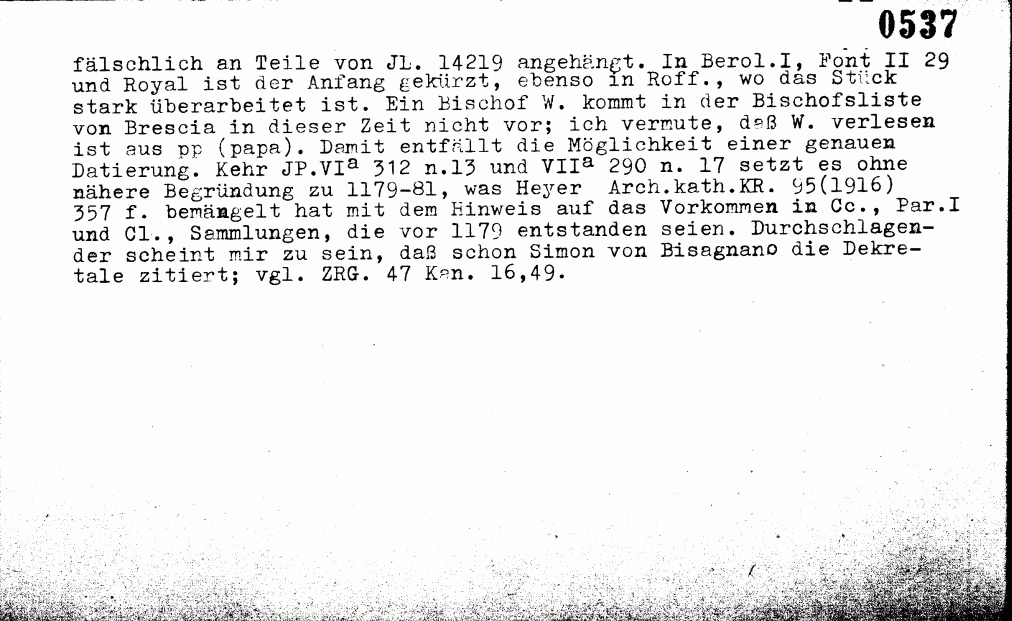 0537
fälschlich an Teile von JL. 14219 angehängt. In Berol.I, Font II 29
und Royal ist der Anfang gekürzt, ebenso in Roff., wo das Stück
stark überarbeitet ist. Ein Bischof W. kommt in der Bischofsliste
von Brescia in dieser Zeit nicht vor; ich vermute, daß W. verlesen
ist aus pp (papa). Damit entfällt die Möglichkeit einer genauen
Datierung. Kehr JP.VIa 312 n.13 und VIIa 290 n. 17 setzt es ohne
nähere Begründung zu 1179-81, was Heyer Arch.kath.KR. 95(1916)
357 f. bemängelt hat mit dem Hinweis auf das Vorkommen in Cc., Par.I
und Cl., Sammlungen, die vor 1179 entstanden seien. Durchschlagen-
der scheint mir zu sein, daß schon Simon von Bisagnano die Dekre-
tale zitiert; vgl. ZRG. 47 Kan. 16,49.